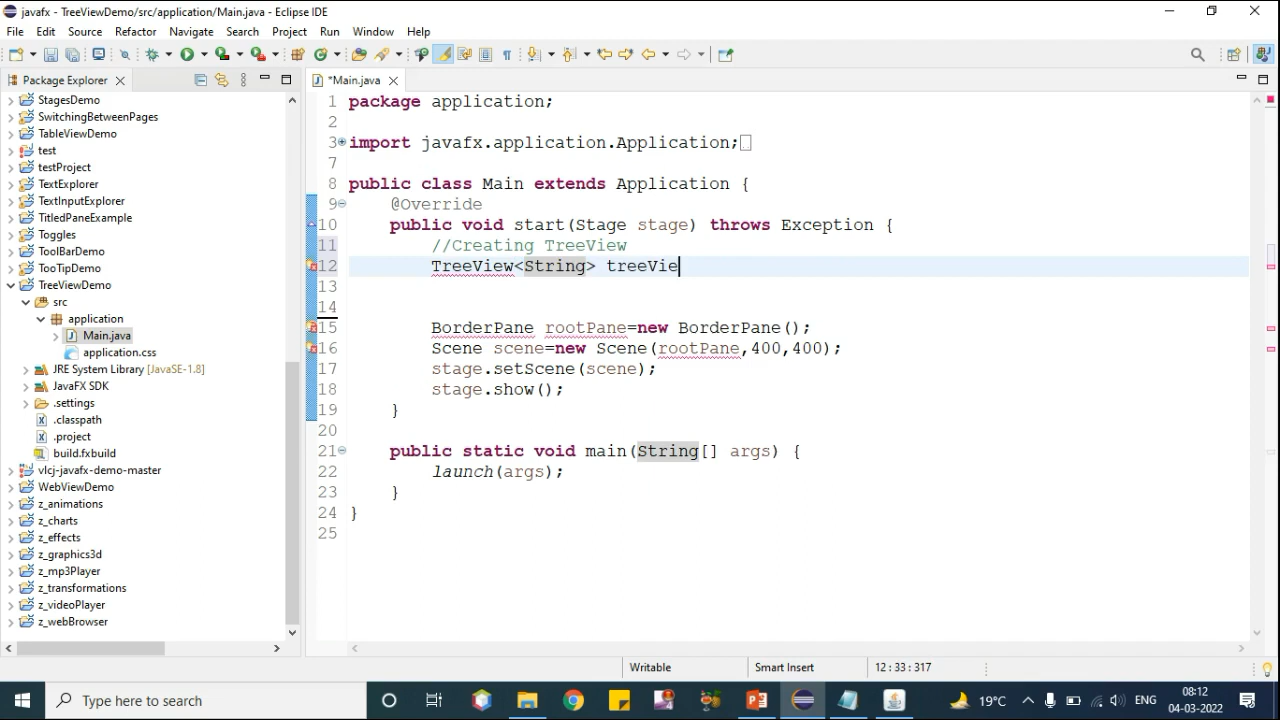 javafx - TreeViewDemo/src/application/Main.java - Eclipse IDE
File Edit Source Refactor Navigate Search Project Run Window Help
Package Explorer
StagesDemo
SwitchingBetweenPages
TableViewDemo
test
testProject
TextExplorer
TextInputExplorer
TitledPaneExample
Toggles
ToolBarDemo
TooTipDemo
TreeViewDemo
src
application
Main.java
application.css
JRE System Library [JavaSE-1.8]
JavaFX SDK
.settings
.classpath
.project
build.fxbuild
vlcj-javafx-demo-master
WebViewDemo
z_animations
z_charts
z_effects
z_graphics3d
z_mp3Player
z_transformations
z_videoPlayer
z_webBrowser
*Main.java
1 package application;
2
3 import javafx.application.Application;
7
8 public class Main extends Application {
9 @Override
10 public void start(Stage stage) throws Exception {
11 //Creating TreeView
12 TreeView<String> treeVie
13
14
15 BorderPane rootPane=new BorderPane();
16 Scene scene=new Scene(rootPane,400,400);
17 stage.setScene(scene);
18 stage.show();
19 }
20
21 public static void main(String[] args) {
22 launch(args);
23 }
24 }
25
Writable Smart Insert 12 : 33 : 317
Type here to search
19°C ENG 08:12
04-03-2022